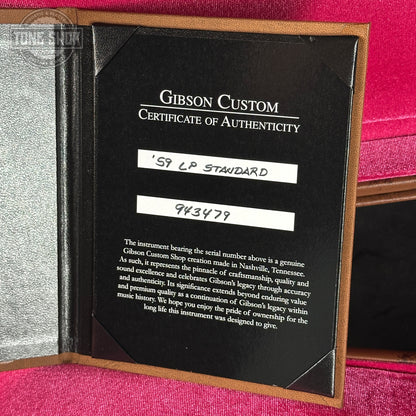 TONE SHOP
GIBSON CUSTOM
CERTIFICATE OF AUTHENTICITY
'59 LP STANDARD
943479
The instrument bearing the serial number above is a genuine
Gibson Custom Shop creation made in Nashville, Tennessee.
As such, it represents the pinnacle of craftsmanship, quality and
sound excellence and celebrates Gibson's legacy through accuracy
and authenticity. Its significance extends beyond enduring value
and premium quality as a continuation of Gibson's legacy within
music history. We hope you enjoy the pride of ownership for the
long life this instrument was designed to give.